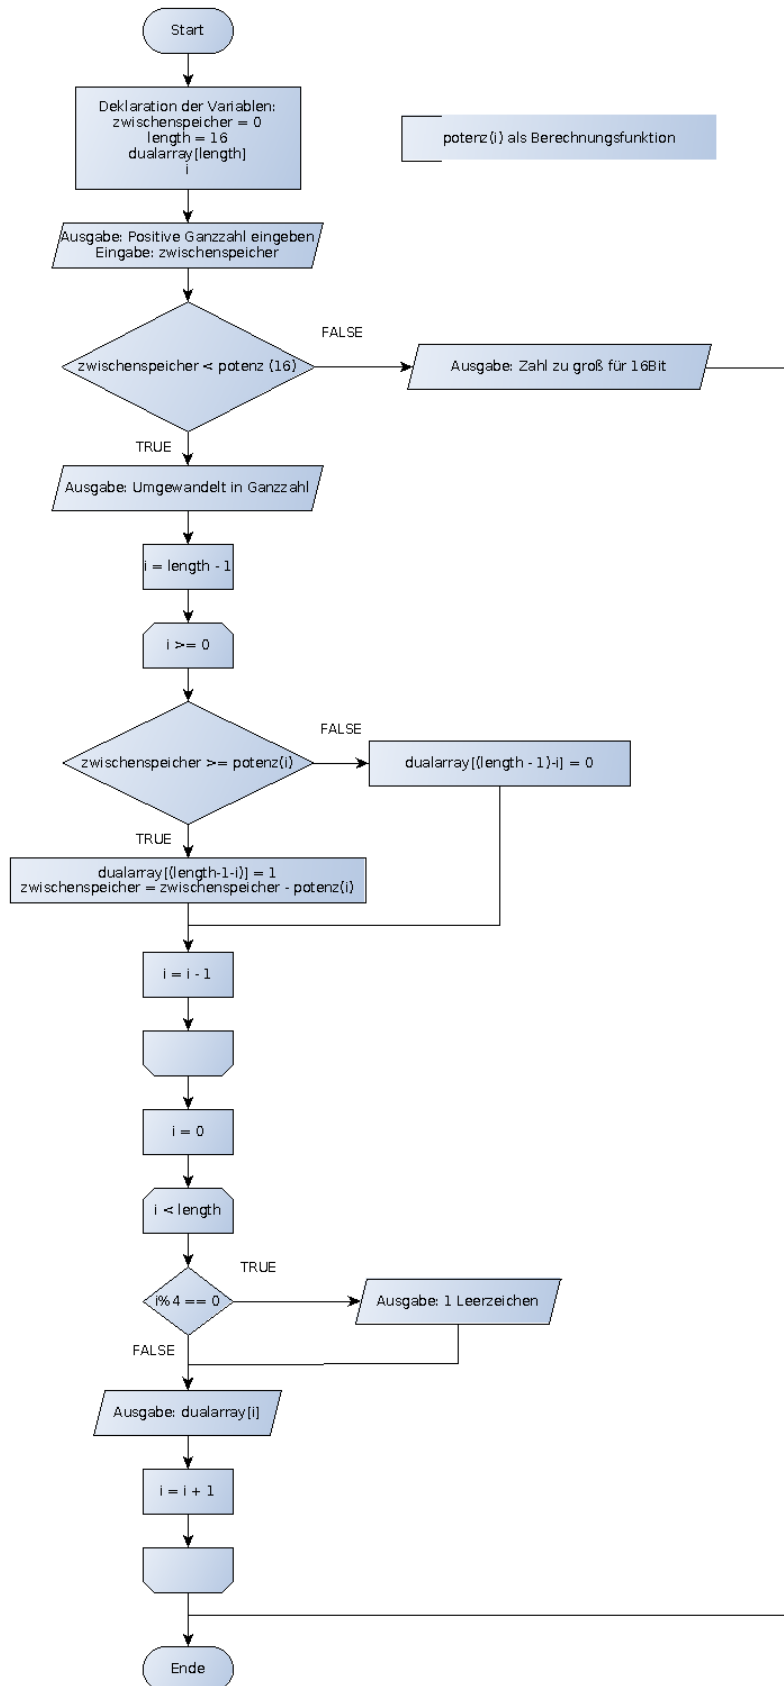 Start
Deklaration der Variablen:
zwischenspeicher = 0
length = 16
dualarray[length]
i
potenz(i) als Berechnungsfunktion
Ausgabe: Positive Ganzzahl eingeben
Eingabe: zwischenspeicher
zwischenspeicher < potenz (16)
FALSE
Ausgabe: Zahl zu groß für 16Bit
TRUE
Ausgabe: Umgewandelt in Ganzzahl
i = length - 1
i >= 0
zwischenspeicher >= potenz(i)
FALSE
dualarray[(length - 1)-i] = 0
TRUE
dualarray[(length-1-i)] = 1
zwischenspeicher = zwischenspeicher - potenz(i)
i = i - 1
i = 0
i < length
i%4 == 0
TRUE
Ausgabe: 1 Leerzeichen
FALSE
Ausgabe: dualarray[i]
i = i + 1
Ende